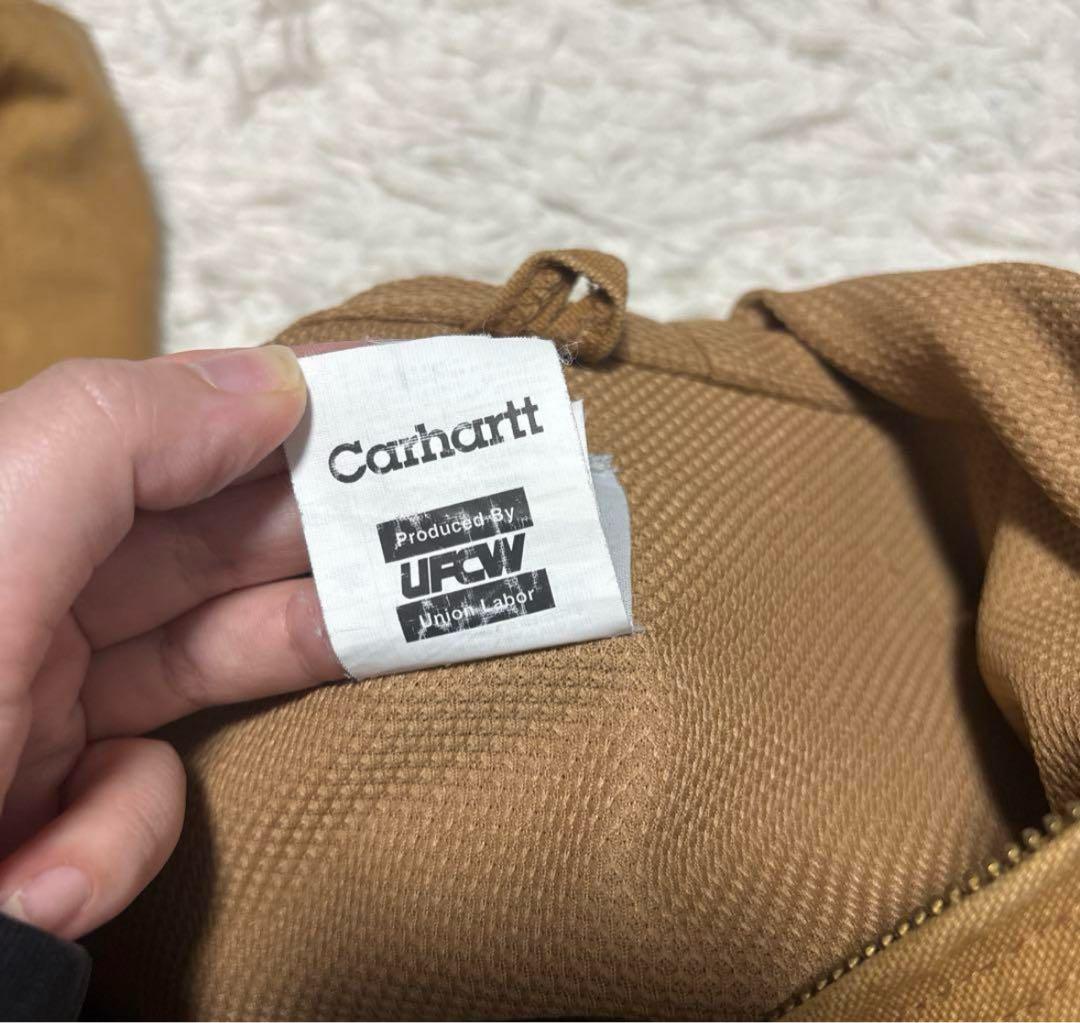 Carhartt
Produced By
UFCW
Union Labor